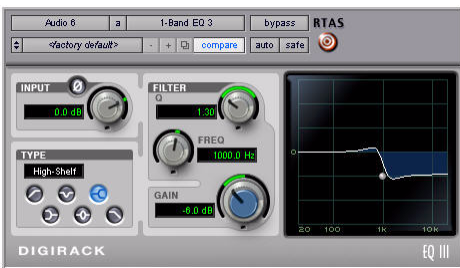 Audio 6 a 1-Band EQ 3 bypass RTAS
<factory default> - + compare auto safe
INPUT Ø
0.0 dB
TYPE
High-Shelf
FILTER
Q
1.30
FREQ
1000.0 Hz
GAIN
-6.0 dB
0
20 100 1k 10k
DIGIRACK EQ III